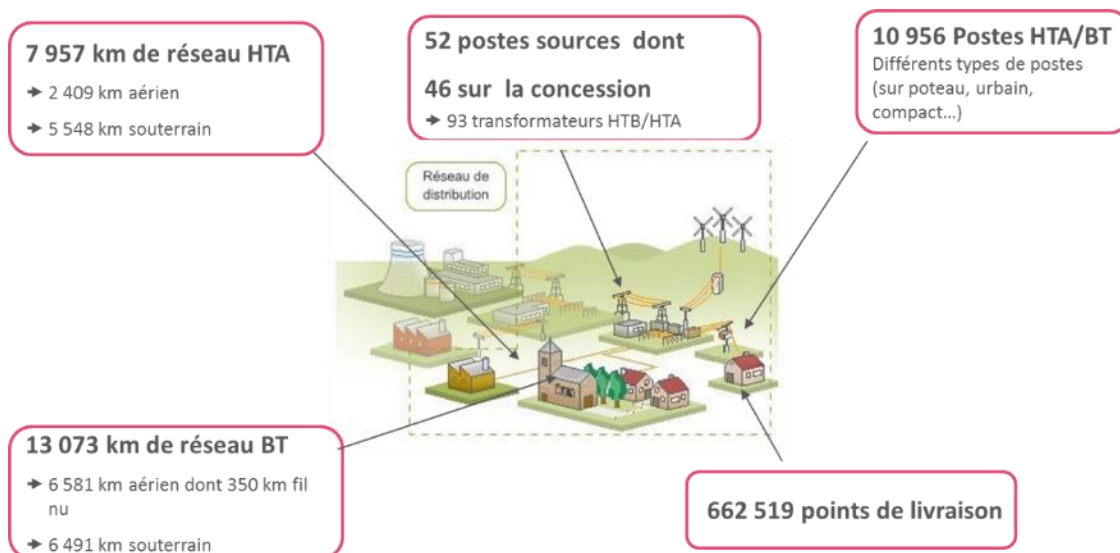 7 957 km de réseau HTA
➔ 2 409 km aérien
➔ 5 548 km souterrain
52 postes sources dont
46 sur la concession
➔ 93 transformateurs HTB/HTA
10 956 Postes HTA/BT
Différents types de postes
(sur poteau, urbain,
compact...)
Réseau de
distribution
13 073 km de réseau BT
➔ 6 581 km aérien dont 350 km fil
nu
➔ 6 491 km souterrain
662 519 points de livraison